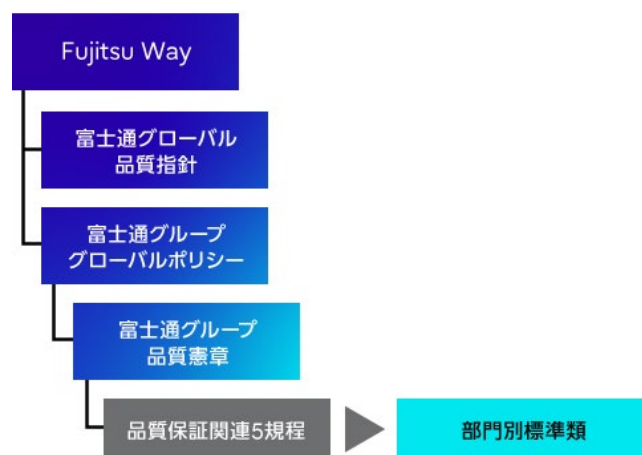 Fujitsu Way
富士通グローバル
品質指針
富士通グループ
グローバルポリシー
富士通グループ
品質憲章
品質保証関連5規程
部門別標準類